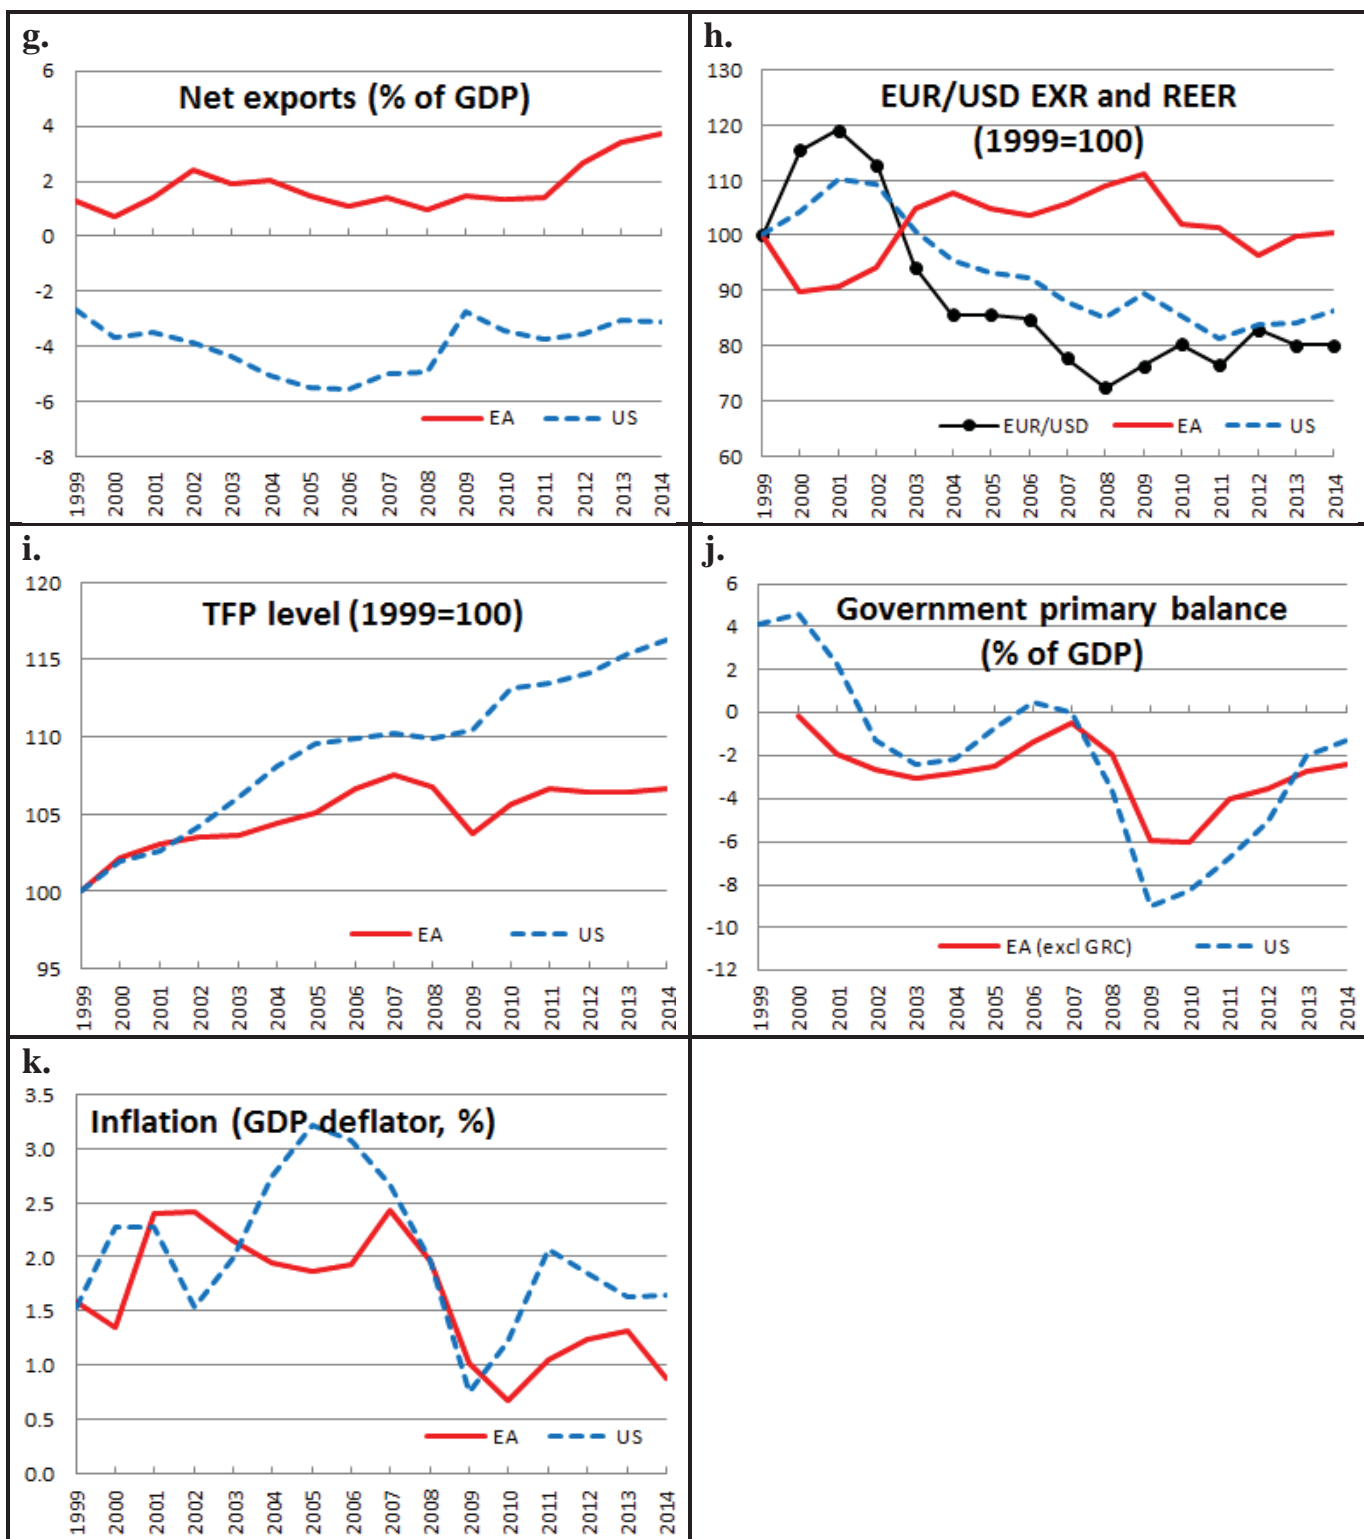 g.
Net exports (% of GDP)
6
4
2
0
-2
-4
-6
-8
EA US
1999 2000 2001 2002 2003 2004 2005 2006 2007 2008 2009 2010 2011 2012 2013 2014
h.
EUR/USD EXR and REER
(1999=100)
130
120
110
100
90
80
70
60
EUR/USD EA US
1999 2000 2001 2002 2003 2004 2005 2006 2007 2008 2009 2010 2011 2012 2013 2014
i.
TFP level (1999=100)
120
115
110
105
100
95
EA US
1999 2000 2001 2002 2003 2004 2005 2006 2007 2008 2009 2010 2011 2012 2013 2014
j.
Government primary balance
(% of GDP)
6
4
2
0
-2
-4
-6
-8
-10
-12
EA (excl GRC) US
1999 2000 2001 2002 2003 2004 2005 2006 2007 2008 2009 2010 2011 2012 2013 2014
k.
Inflation (GDP deflator, %)
3.5
3.0
2.5
2.0
1.5
1.0
0.5
0.0
EA US
1999 2000 2001 2002 2003 2004 2005 2006 2007 2008 2009 2010 2011 2012 2013 2014